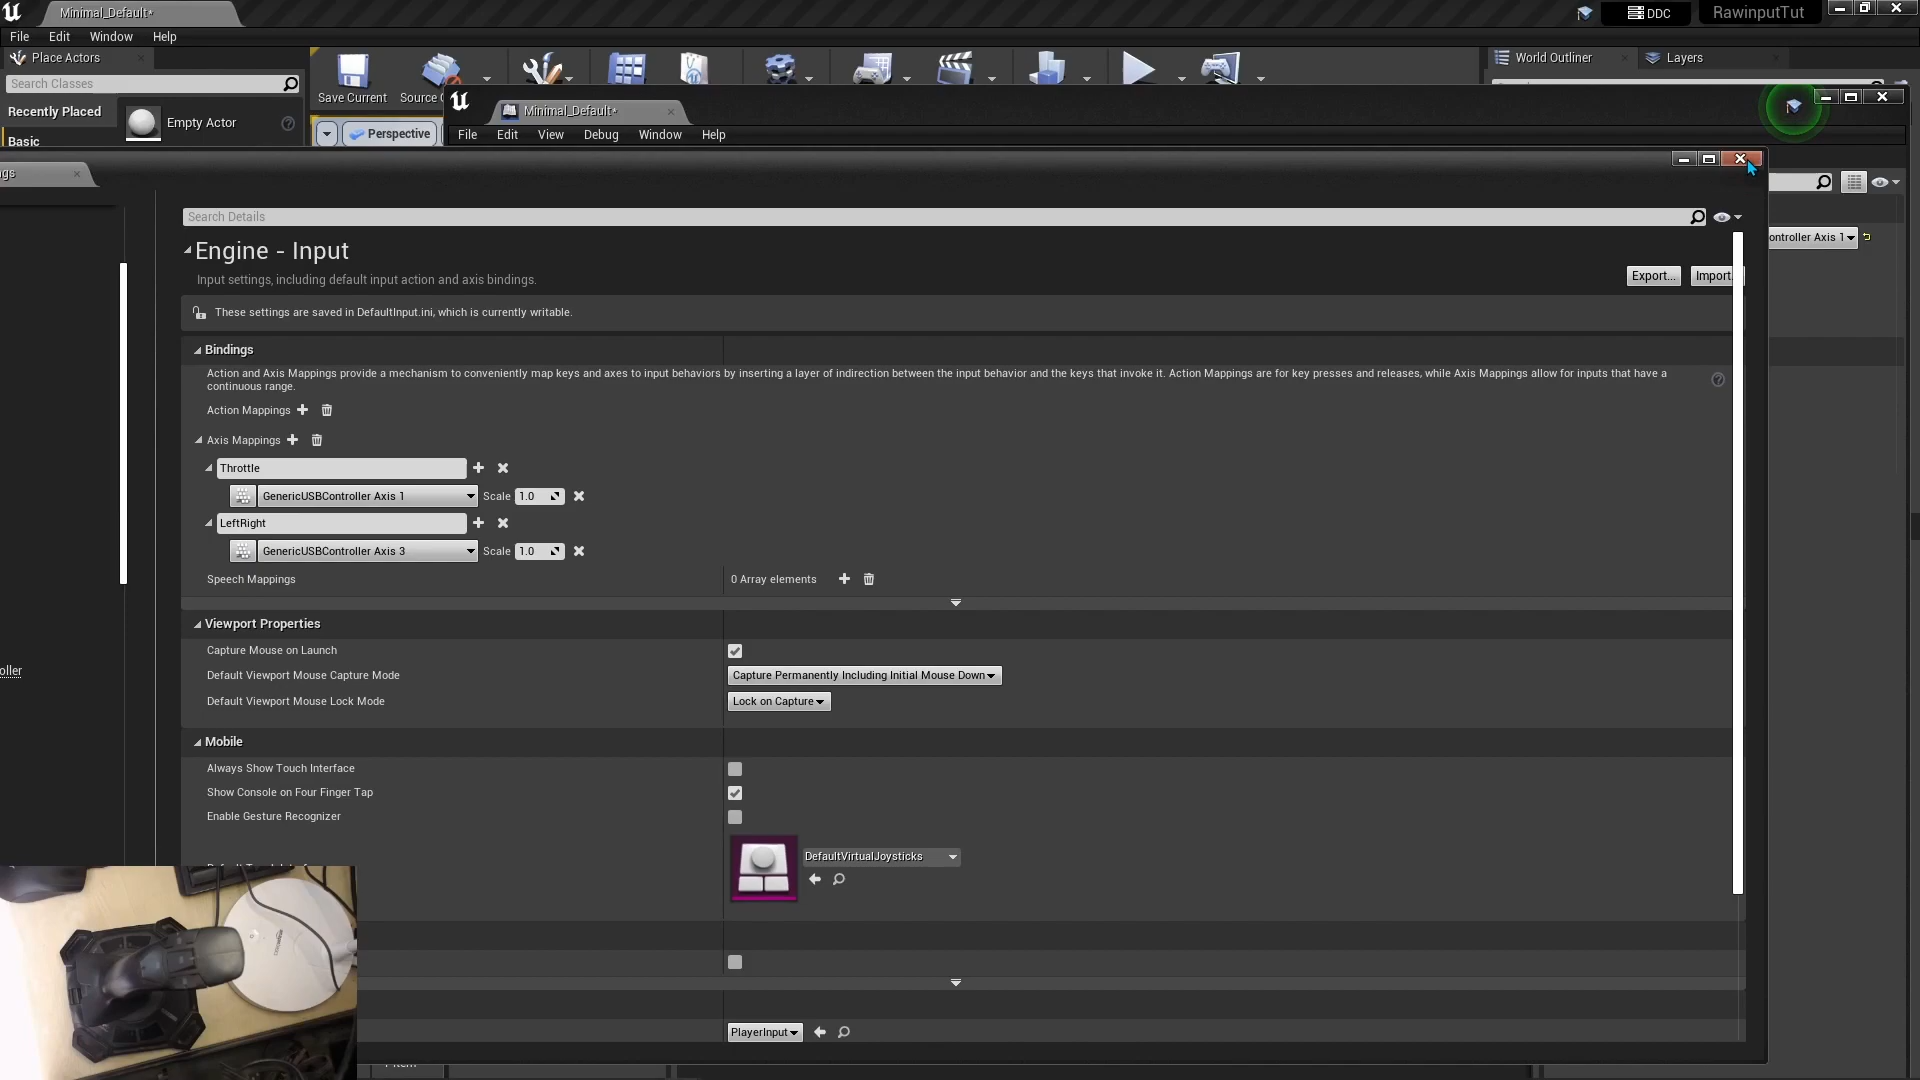 Minimal_Default*
DDC
RawinputTut
File Edit Window Help
Place Actors
World Outliner
Layers
Search Classes
Save Current
Source
Recently Placed
Empty Actor
Minimal_Default*
Basic
Perspective
File Edit View Debug Window Help
ngs
Search Details
ontroller Axis 1
Engine - Input
Input settings, including default input action and axis bindings.
Export...
Import
These settings are saved in DefaultInput.ini, which is currently writable.
Bindings
Action and Axis Mappings provide a mechanism to conveniently map keys and axes to input behaviors by inserting a layer of indirection between the input behavior and the keys that invoke it. Action Mappings are for key presses and releases, while Axis Mappings allow for inputs that have a
continuous range.
Action Mappings
Axis Mappings
Throttle
GenericUSBController Axis 1 Scale 1.0
LeftRight
GenericUSBController Axis 3 Scale 1.0
Speech Mappings 0 Array elements
Viewport Properties
Capture Mouse on Launch
oller
Default Viewport Mouse Capture Mode Capture Permanently Including Initial Mouse Down
Default Viewport Mouse Lock Mode Lock on Capture
Mobile
Always Show Touch Interface
Show Console on Four Finger Tap
Enable Gesture Recognizer
DefaultVirtualJoysticks
PlayerInput